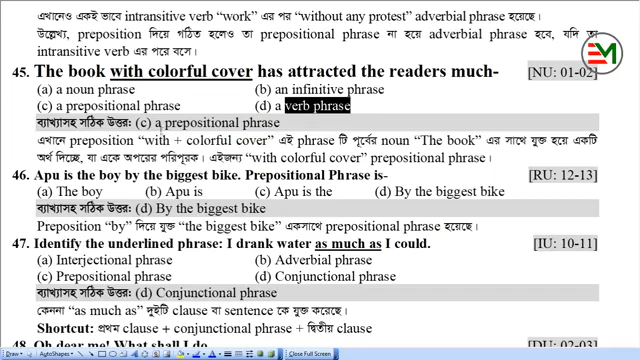 এখানেও একই ভাবে intransitive verb “work” এর পর “without any protest” adverbial phrase হয়েছে।
উল্লেখ্য, preposition দিয়ে গঠিত হলেও তা prepositional phrase না হয়ে adverbial phrase হবে, যদি তা
intransitive verb এর পরে বসে।
45. The book with colorful cover has attracted the readers much- [NU: 01-02]
(a) a noun phrase (b) an infinitive phrase
(c) a prepositional phrase (d) a verb phrase
ব্যাখ্যাসহ সঠিক উত্তর: (c) a prepositional phrase
এখানে preposition “with + colorful cover” এই phrase টি পূর্বের noun “The book” এর সাথে যুক্ত হয়ে একটি
অর্থ দিচ্ছে, যা একে অপরের পরিপূরক। এইজন্য “with colorful cover” prepositional phrase।
46. Apu is the boy by the biggest bike. Prepositional Phrase is- [RU: 12-13]
(a) The boy (b) Apu is (c) Apu is the (d) By the biggest bike
ব্যাখ্যাসহ সঠিক উত্তর: (d) By the biggest bike
Preposition “by” দিয়ে যুক্ত “the biggest bike” একসাথে prepositional phrase হয়েছে।
47. Identify the underlined phrase: I drank water as much as I could. [IU: 10-11]
(a) Interjectional phrase (b) Adverbial phrase
(c) Prepositional phrase (d) Conjunctional phrase
ব্যাখ্যাসহ সঠিক উত্তর: (d) Conjunctional phrase
কেননা “as much as” দুইটি clause বা sentence কে যুক্ত করেছে।
Shortcut: প্রথম clause + conjunctional phrase + দ্বিতীয় clause
48. Oh dear me! What shall I do. [DU: 02-03]
Draw AutoShapes Close Full Screen